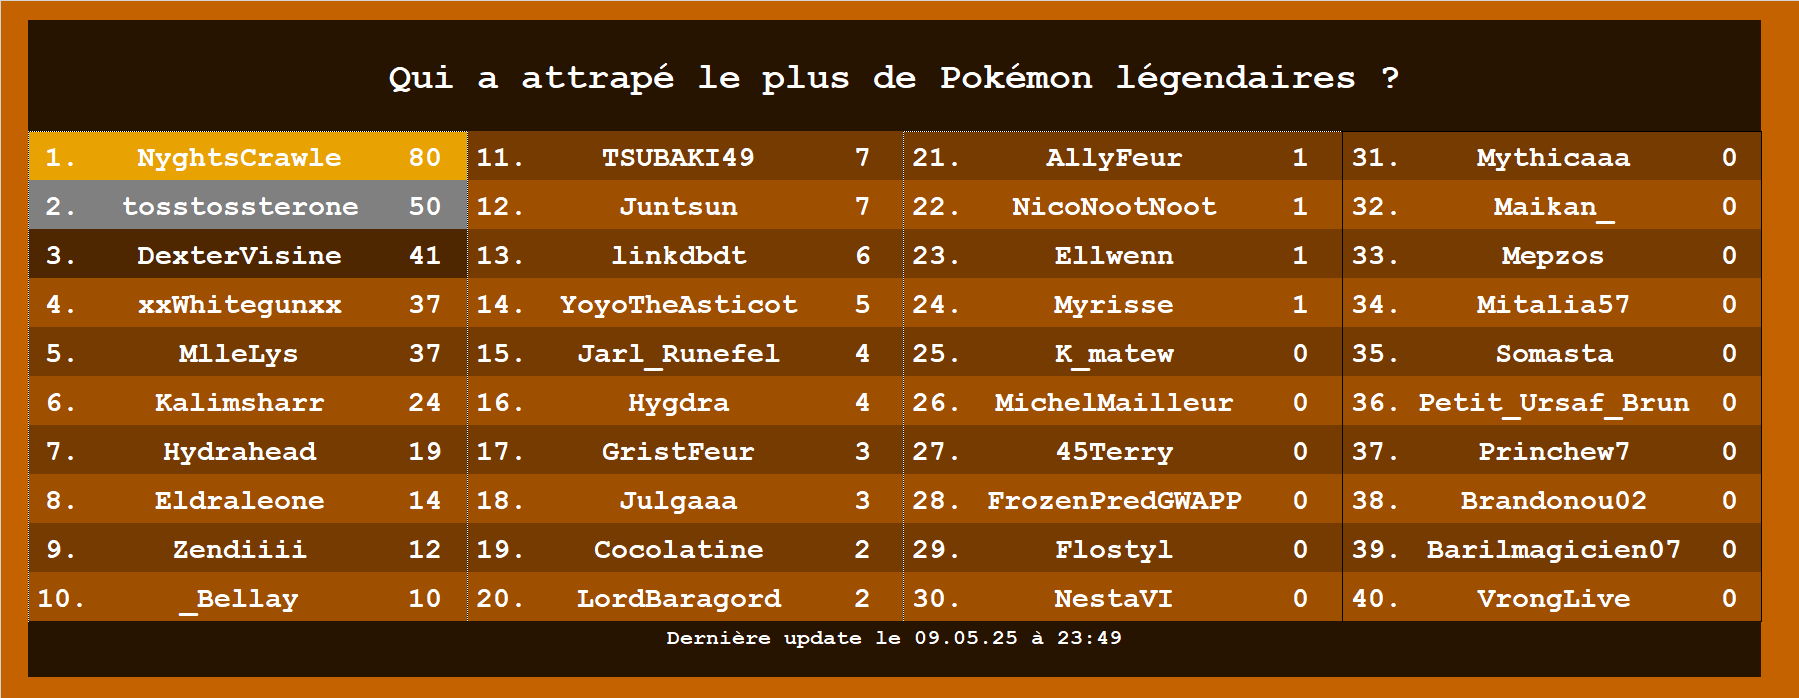 Qui a attrapé le plus de Pokémon légendaires ?
1. NyghtsCrawle 80
2. tosstossterone 50
3. DexterVisine 41
4. xxWhitegunxx 37
5. MlleLys 37
6. Kalimsharr 24
7. Hydrahead 19
8. Eldraleone 14
9. Zendiiii 12
10. _Bellay 10
11. TSUBAKI49 7
12. Juntsun 7
13. linkdbdt 6
14. YoyoTheAsticot 5
15. Jarl_Runefel 4
16. Hygdra 4
17. GristFeur 3
18. Julgaaa 3
19. Cocolatine 2
20. LordBaragord 2
21. AllyFeur 1
22. NicoNootNoot 1
23. Ellwenn 1
24. Myrisse 1
25. K_matew 0
26. MichelMailleur 0
27. 45Terry 0
28. FrozenPredGWAPP 0
29. Flostyl 0
30. NestaVI 0
31. Mythicaaa 0
32. Maikan_ 0
33. Mepzos 0
34. Mitalia57 0
35. Somasta 0
36. Petit_Ursaf_Brun 0
37. Princhew7 0
38. Brandonou02 0
39. Barilmagicien07 0
40. VrongLive 0
Dernière update le 09.05.25 à 23:49